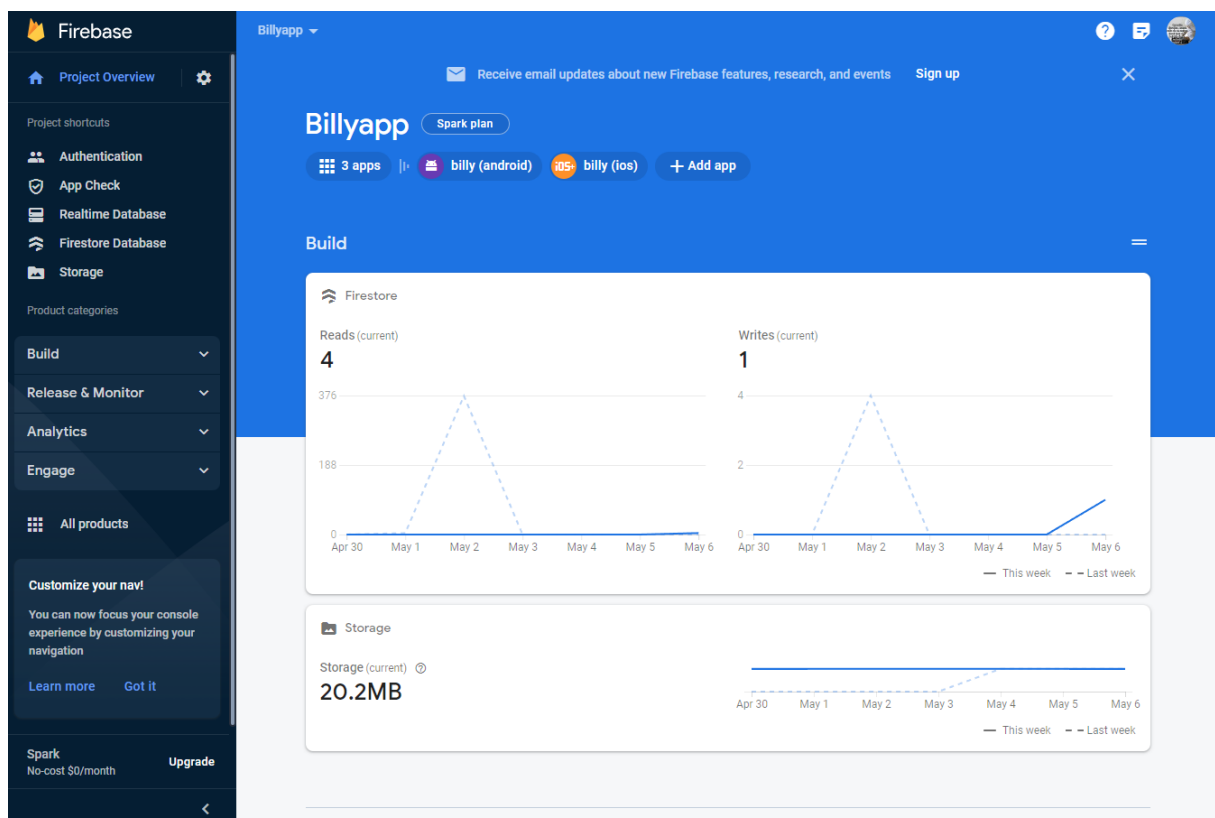 Firebase
Billyapp
Project Overview
Project shortcuts
Authentication
App Check
Realtime Database
Firestore Database
Storage
Product categories
Build
Release & Monitor
Analytics
Engage
All products
Customize your nav!
You can now focus your console
experience by customizing your
navigation
Learn more Got it
Spark
No-cost $0/month
Upgrade
Receive email updates about new Firebase features, research, and events Sign up
Billyapp Spark plan
3 apps billy (android) iOS+ billy (ios) + Add app
Build
Firestore
Reads (current)
4
376
188
0
Apr 30 May 1 May 2 May 3 May 4 May 5 May 6
Writes (current)
1
4
2
0
Apr 30 May 1 May 2 May 3 May 4 May 5 May 6
This week Last week
Storage
Storage (current)
20.2MB
Apr 30 May 1 May 2 May 3 May 4 May 5 May 6
This week Last week